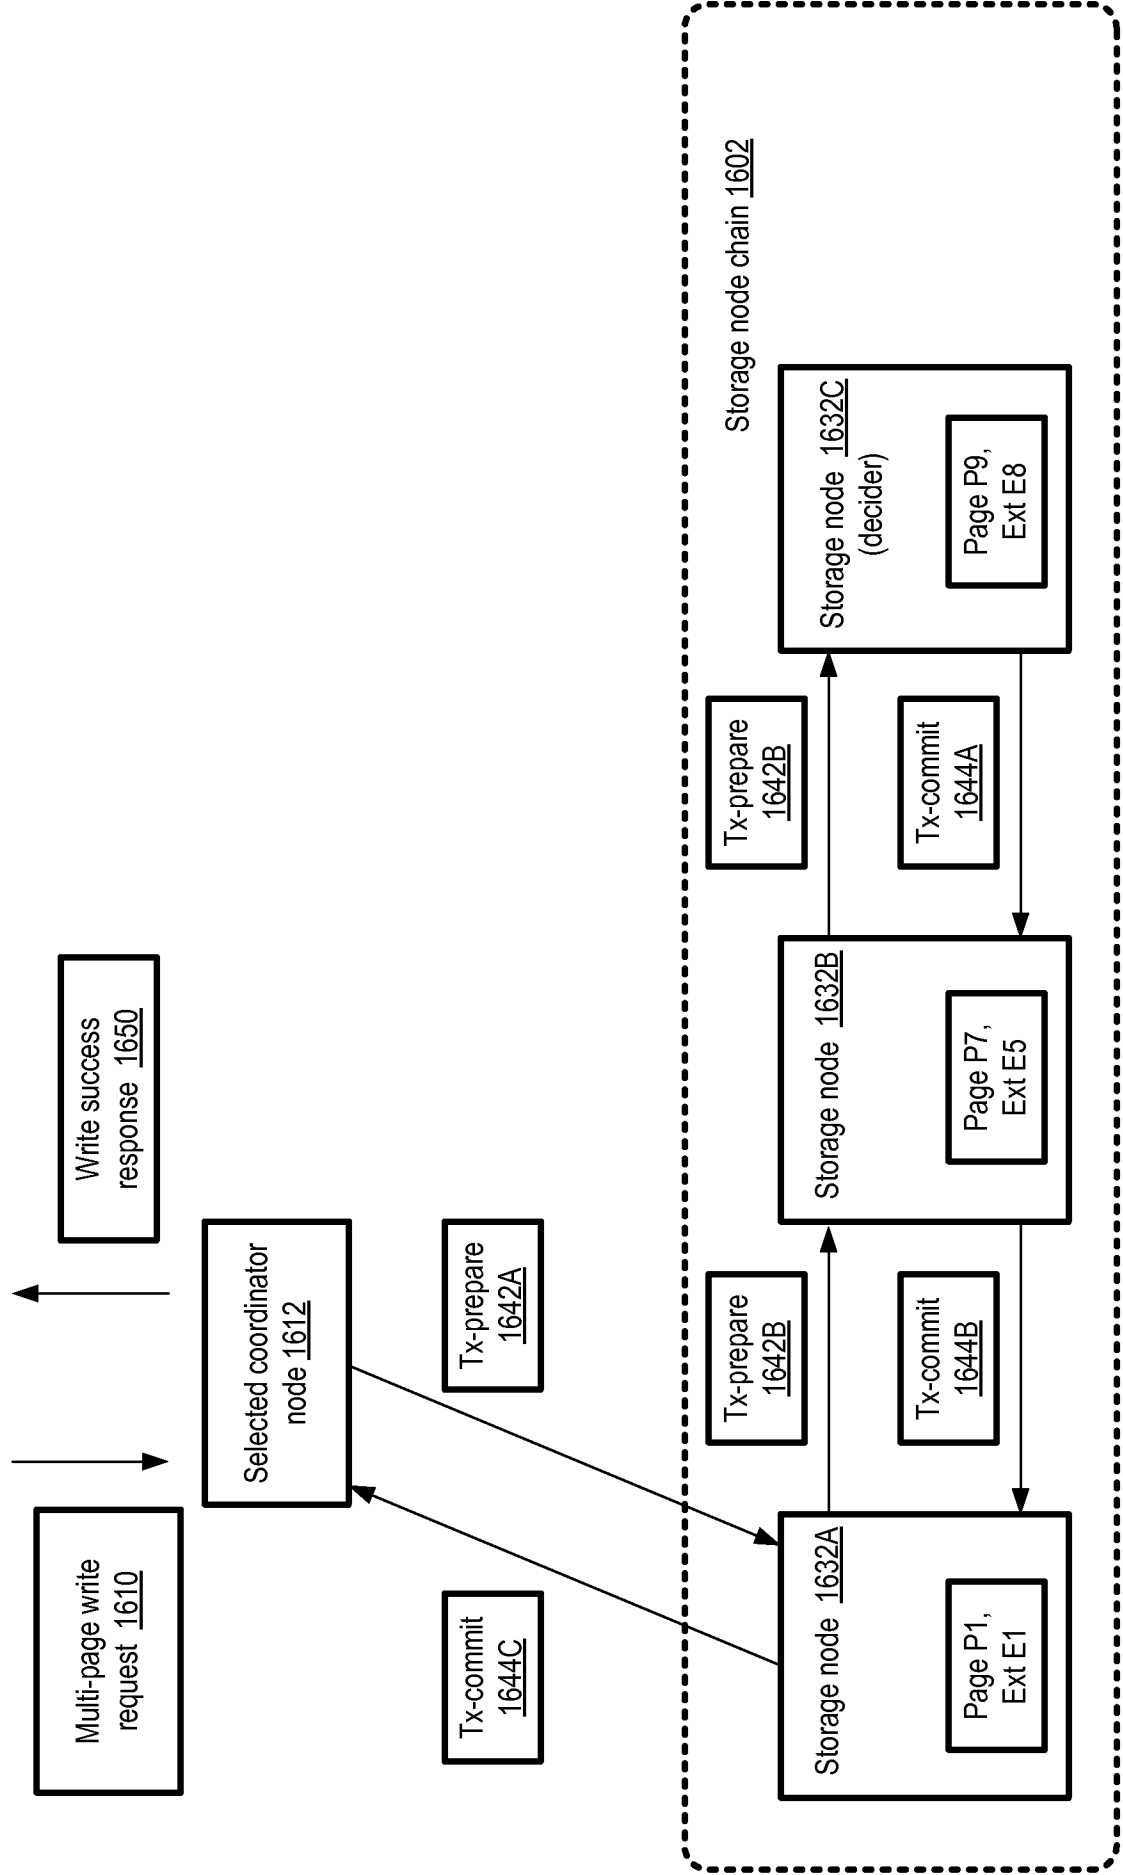 Multi-page write
request 1610
Write success
response 1650
Selected coordinator
node 1612
Tx-commit
1644C
Tx-prepare
1642A
Storage node chain 1602
Tx-prepare
1642B
Tx-prepare
1642B
Storage node 1632A
Page P1,
Ext E1
Storage node 1632B
Page P7,
Ext E5
Storage node 1632C
(decider)
Page P9,
Ext E8
Tx-commit
1644B
Tx-commit
1644A